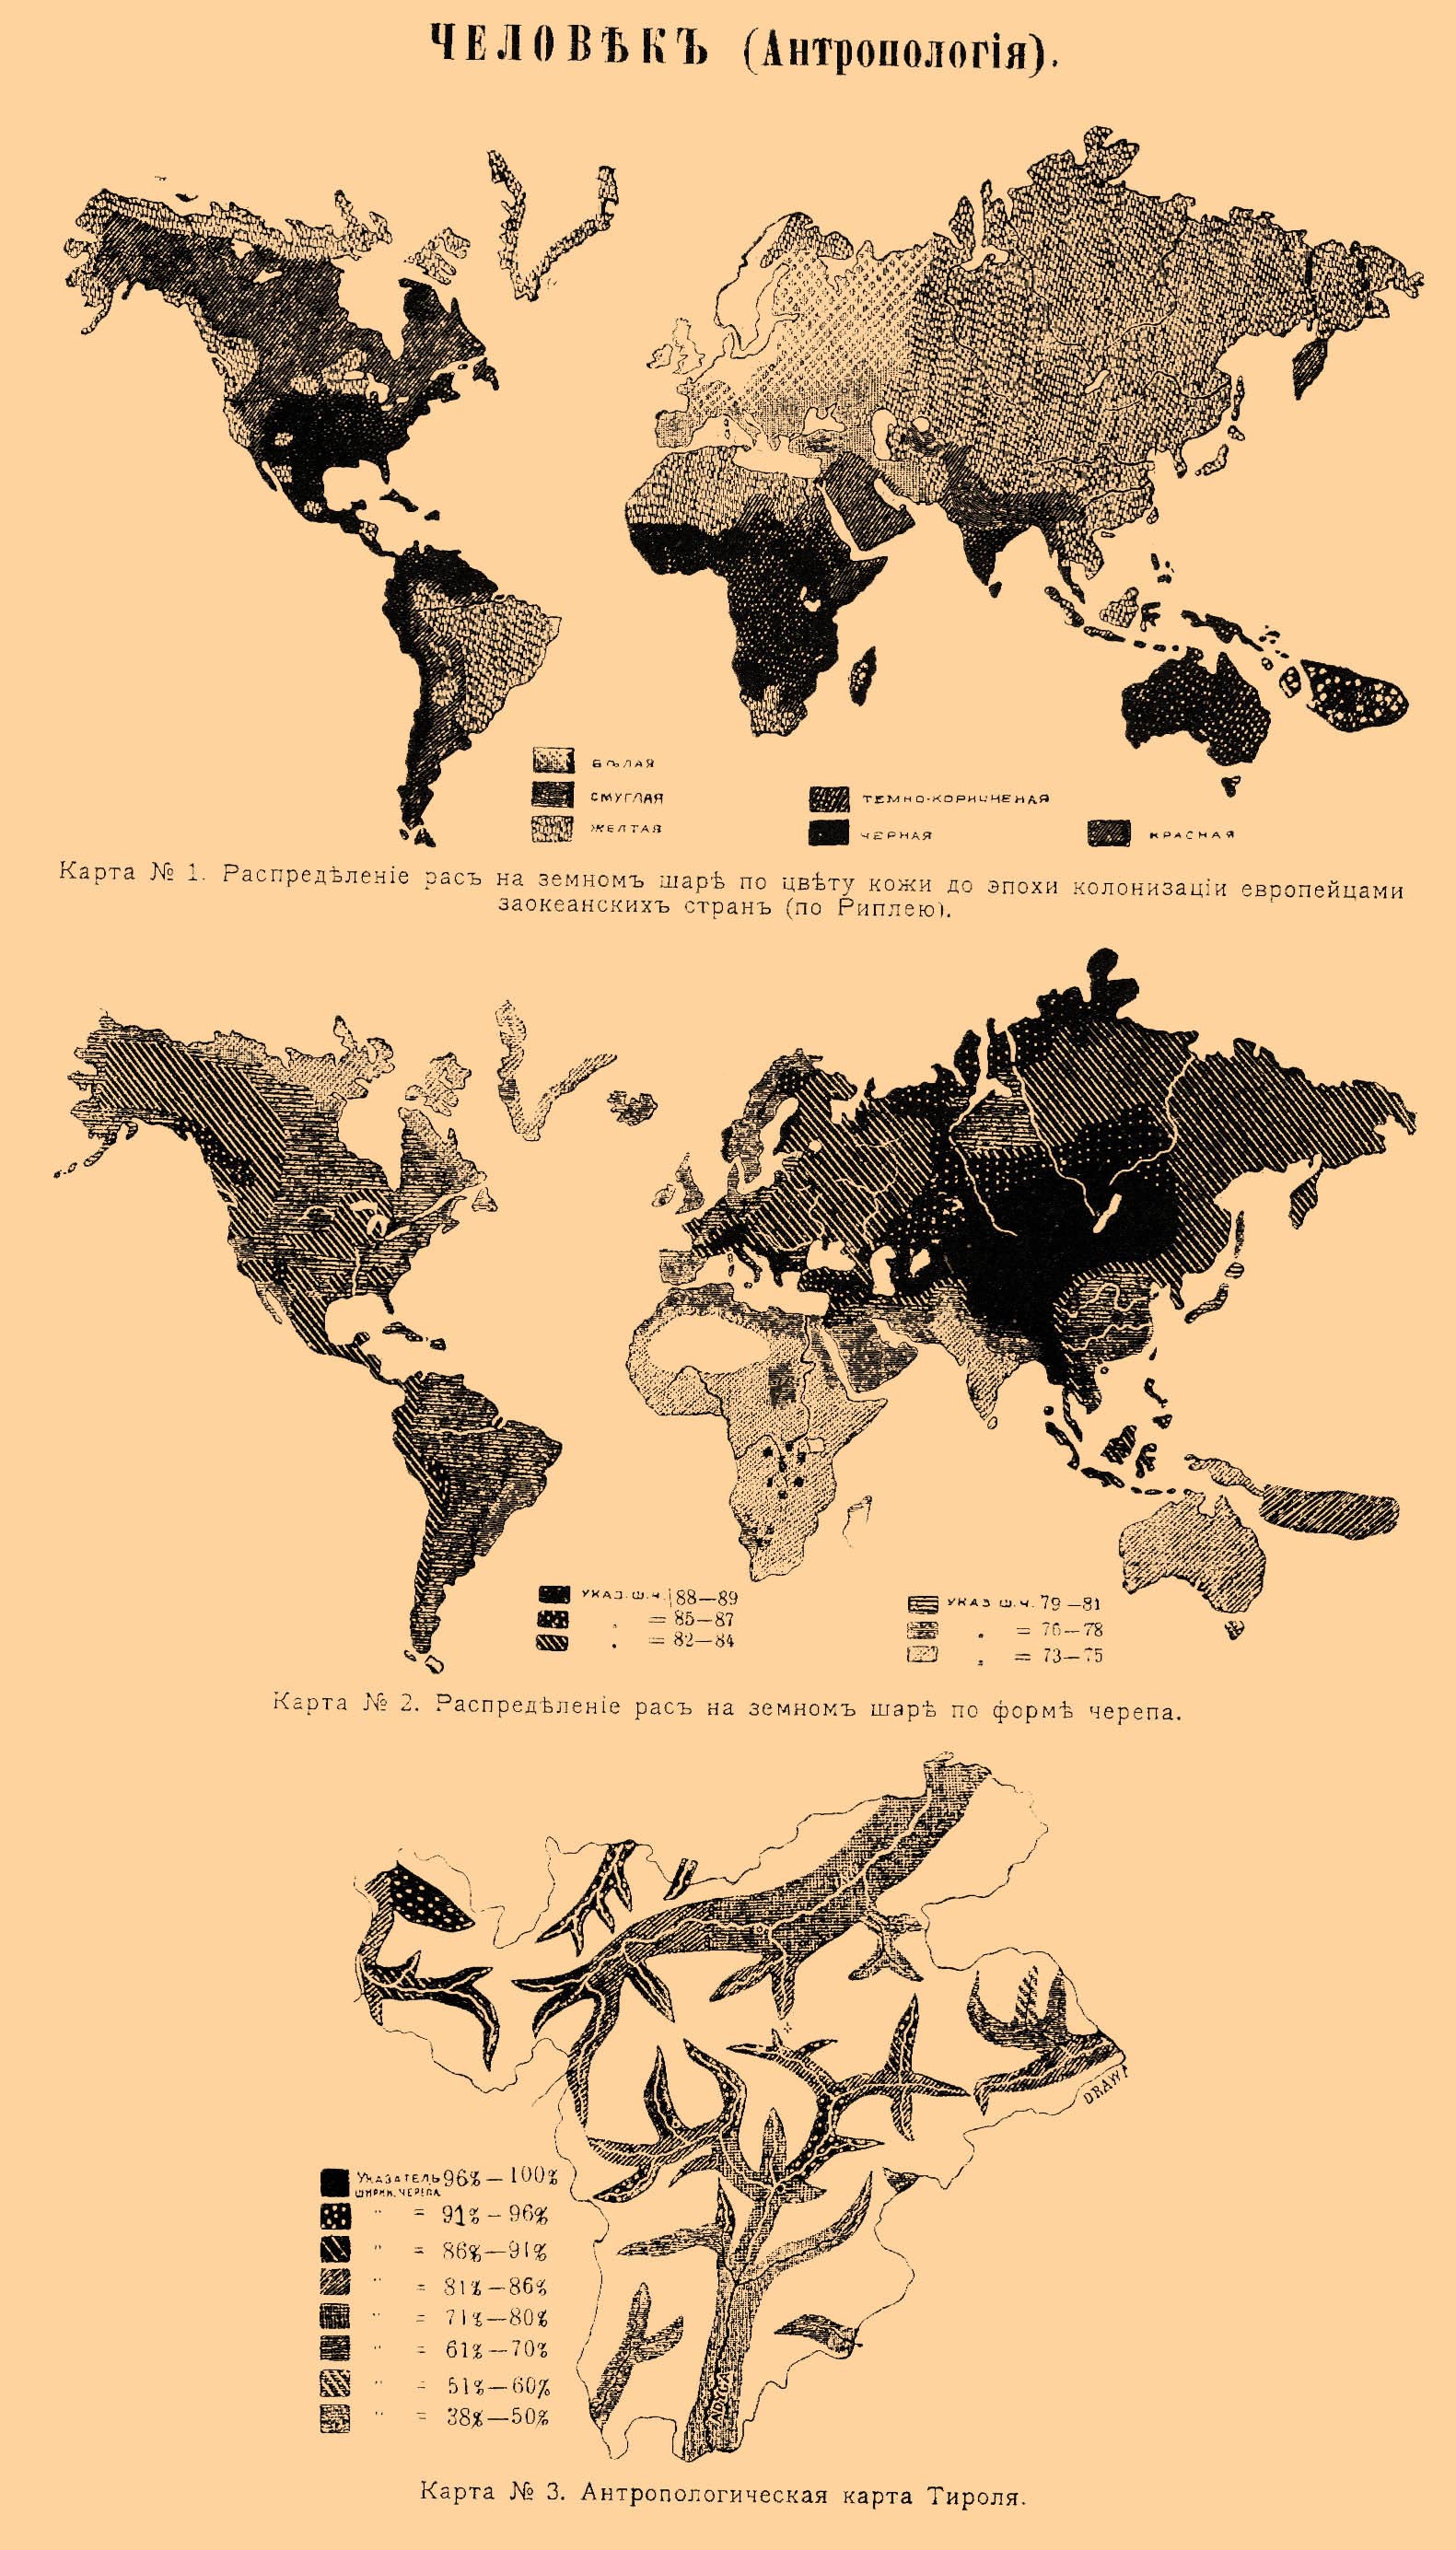 ЧЕЛОВѢКЪ (Антропологія).
БѢЛАЯ
СМУГЛАЯ
ЖЕЛТАЯ
ТЕМНО-КОРИЧНЕНАЯ
ЧЕРНАЯ
КРАСНАЯ
Карта № 1. Распредѣленіе расъ на земномъ шарѣ по цвѣту кожи до эпохи колонизаціи европейцами
заокеанскихъ странъ (по Риплею).
УКАЗ. Ш. Ч. 88—89
„ = 85—87
„ = 82—84
УКАЗ Ш. Ч. 79—81
„ = 76—78
„ = 73—75
Карта № 2. Распредѣленіе расъ на земномъ шарѣ по формѣ черепа.
DRAWA
УКАЗАТЕЛЬ 96%—100%
ШИРИН. ЧЕРЕПА
" = 91%—96%
" = 86%—91%
" = 81%—86%
" = 71%—80%
" = 61%—70%
" = 51%—60%
" = 38%—50%
ADIGA
Карта № 3. Антропологическая карта Тироля.